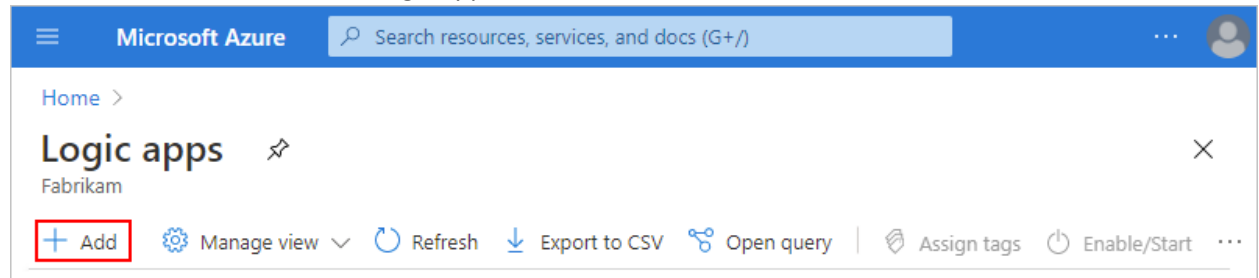 Microsoft Azure Search resources, services, and docs (G+/) ...
Home >
Logic apps
Fabrikam
+ Add Manage view Refresh Export to CSV Open query Assign tags Enable/Start ...